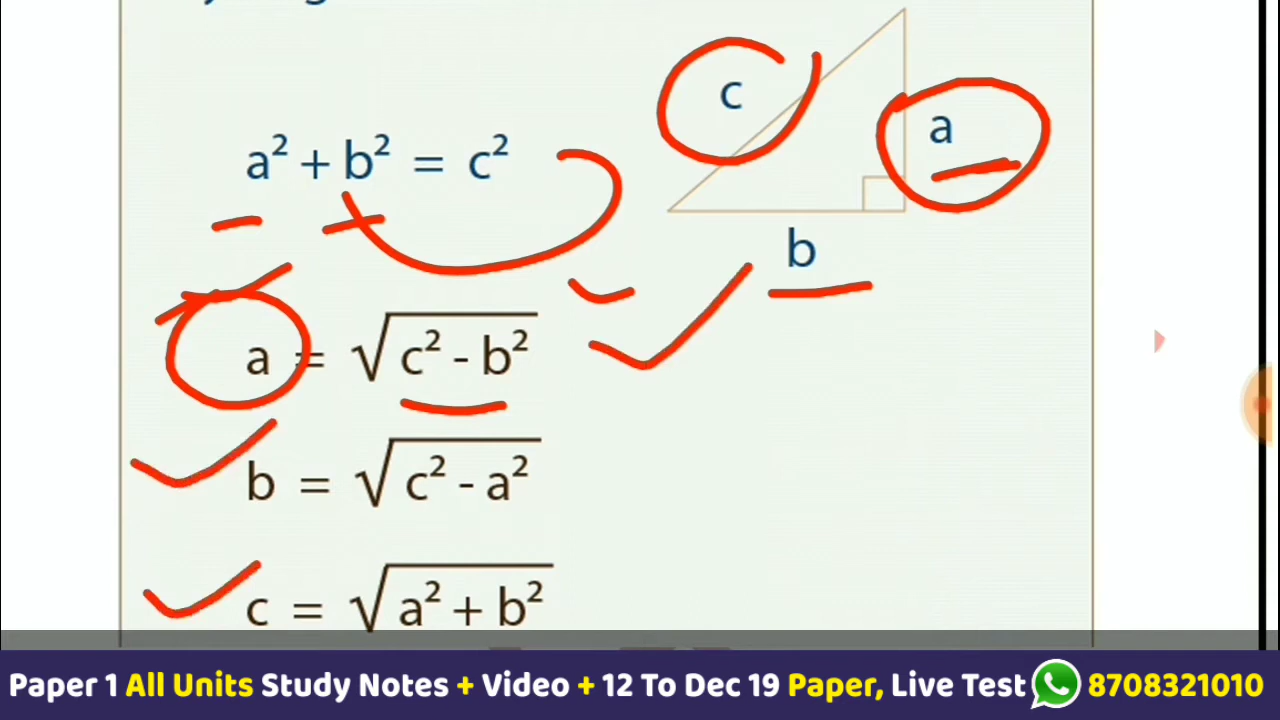 c
a
a² + b² = c²
b
a = √c² - b²
b = √c² - a²
c = √a² + b²
Paper 1 All Units Study Notes + Video + 12 To Dec 19 Paper, Live Test 8708321010